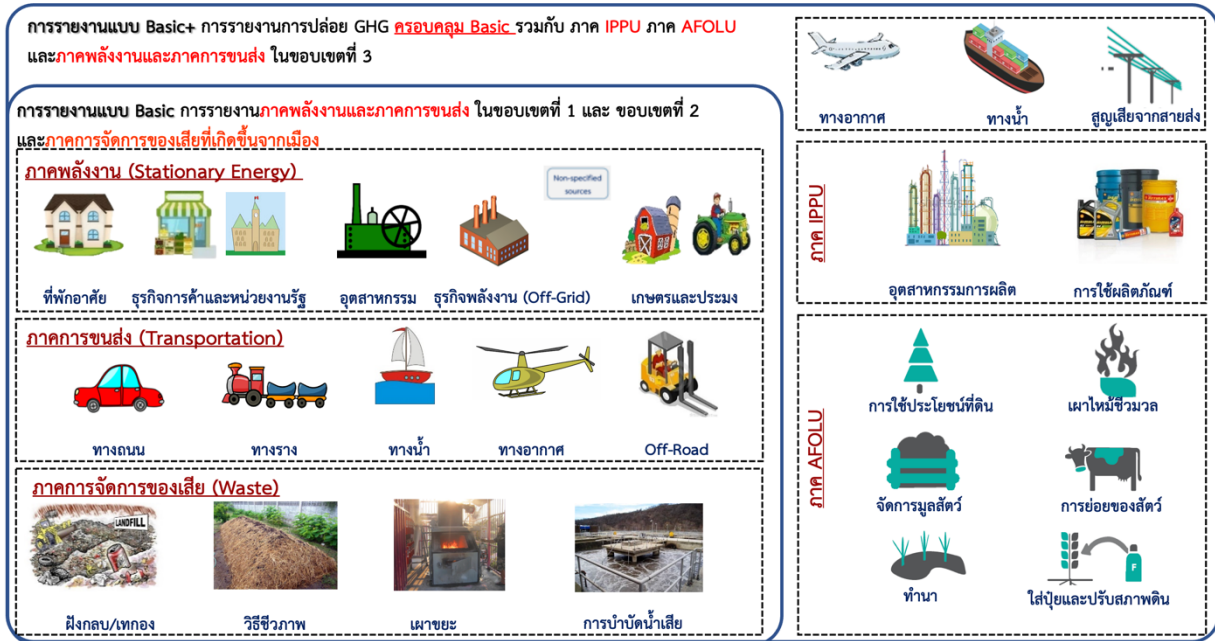 การรายงานแบบ Basic+ การรายงานการปล่อย GHG ครอบคลุม Basic รวมกับ ภาค IPPU ภาค AFOLU
และภาคพลังงานและภาคการขนส่ง ในขอบเขตที่ 3
การรายงานแบบ Basic การรายงานภาคพลังงานและภาคการขนส่ง ในขอบเขตที่ 1 และ ขอบเขตที่ 2
และภาคการจัดการของเสียที่เกิดขึ้นจากเมือง
ภาคพลังงาน (Stationary Energy)
Non-specified
sources
ที่พักอาศัย ธุรกิจการค้าและหน่วยงานรัฐ อุตสาหกรรม ธุรกิจพลังงาน (Off-Grid) เกษตรและประมง
ภาคการขนส่ง (Transportation)
ทางถนน ทางราง ทางน้ำ ทางอากาศ Off-Road
ภาคการจัดการของเสีย (Waste)
LANDFILL
ฝังกลบ/เทกอง วิธีชีวภาพ เผาขยะ การบำบัดน้ำเสีย
ทางอากาศ ทางน้ำ สูญเสียจากสายส่ง
ภาค IPPU
อุตสาหกรรมการผลิต การใช้ผลิตภัณฑ์
ภาค AFOLU
การใช้ประโยชน์ที่ดิน เผาไหม้ชีวมวล
จัดการมูลสัตว์ การย่อยของสัตว์
F
ทำนา ใส่ปุ๋ยและปรับสภาพดิน